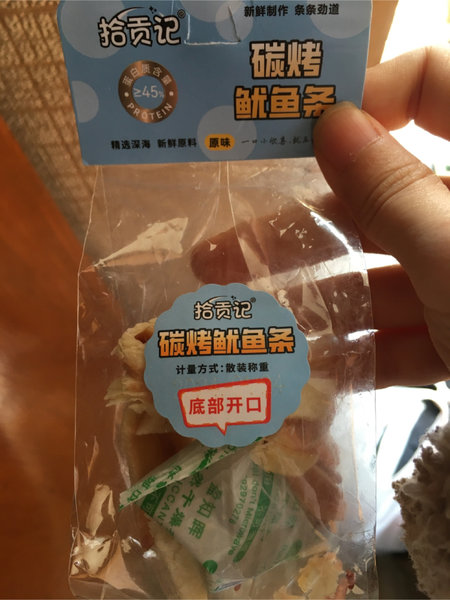 拾贡记®
新鲜制作 条条劲道
碳烤
鱿鱼条
蛋白质含量
≥45%
PROTEIN
精选深海 新鲜原料 原味
拾贡记®
碳烤鱿鱼条
计量方式:散装称重
底部开口